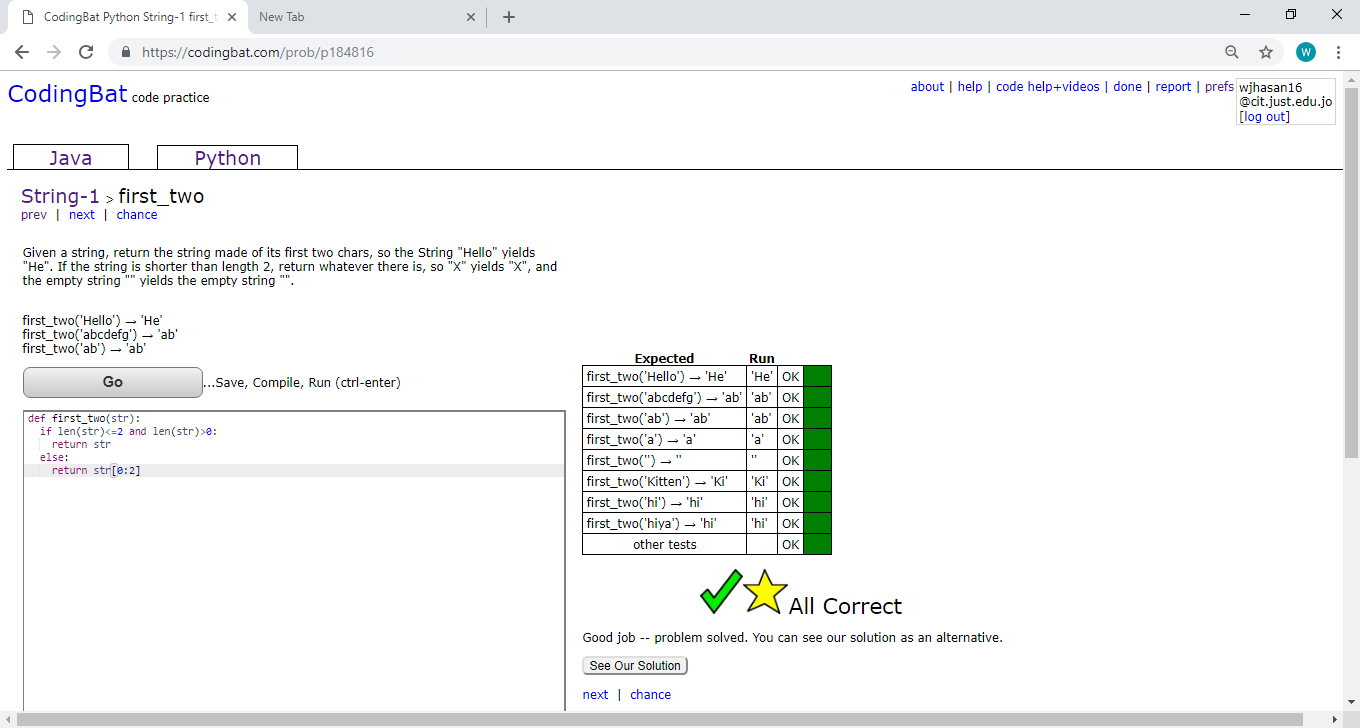 CodingBat Python String-1 first_t
New Tab
https://codingbat.com/prob/p184816
W
CodingBat code practice
about | help | code help+videos | done | report | prefs
wjhasan16
@cit.just.edu.jo
[log out]
Java
Python
String-1 > first_two
prev | next | chance
Given a string, return the string made of its first two chars, so the String "Hello" yields
"He". If the string is shorter than length 2, return whatever there is, so "X" yields "X", and
the empty string "" yields the empty string "".
first_two('Hello') → 'He'
first_two('abcdefg') → 'ab'
first_two('ab') → 'ab'
Go
...Save, Compile, Run (ctrl-enter)
def first_two(str):
  if len(str)<=2 and len(str)>0:
    return str
  else:
    return str[0:2]
Expected Run
first_two('Hello') → 'He' 'He' OK
first_two('abcdefg') → 'ab' 'ab' OK
first_two('ab') → 'ab' 'ab' OK
first_two('a') → 'a' 'a' OK
first_two('') → '' '' OK
first_two('Kitten') → 'Ki' 'Ki' OK
first_two('hi') → 'hi' 'hi' OK
first_two('hiya') → 'hi' 'hi' OK
other tests OK
All Correct
Good job -- problem solved. You can see our solution as an alternative.
See Our Solution
next | chance